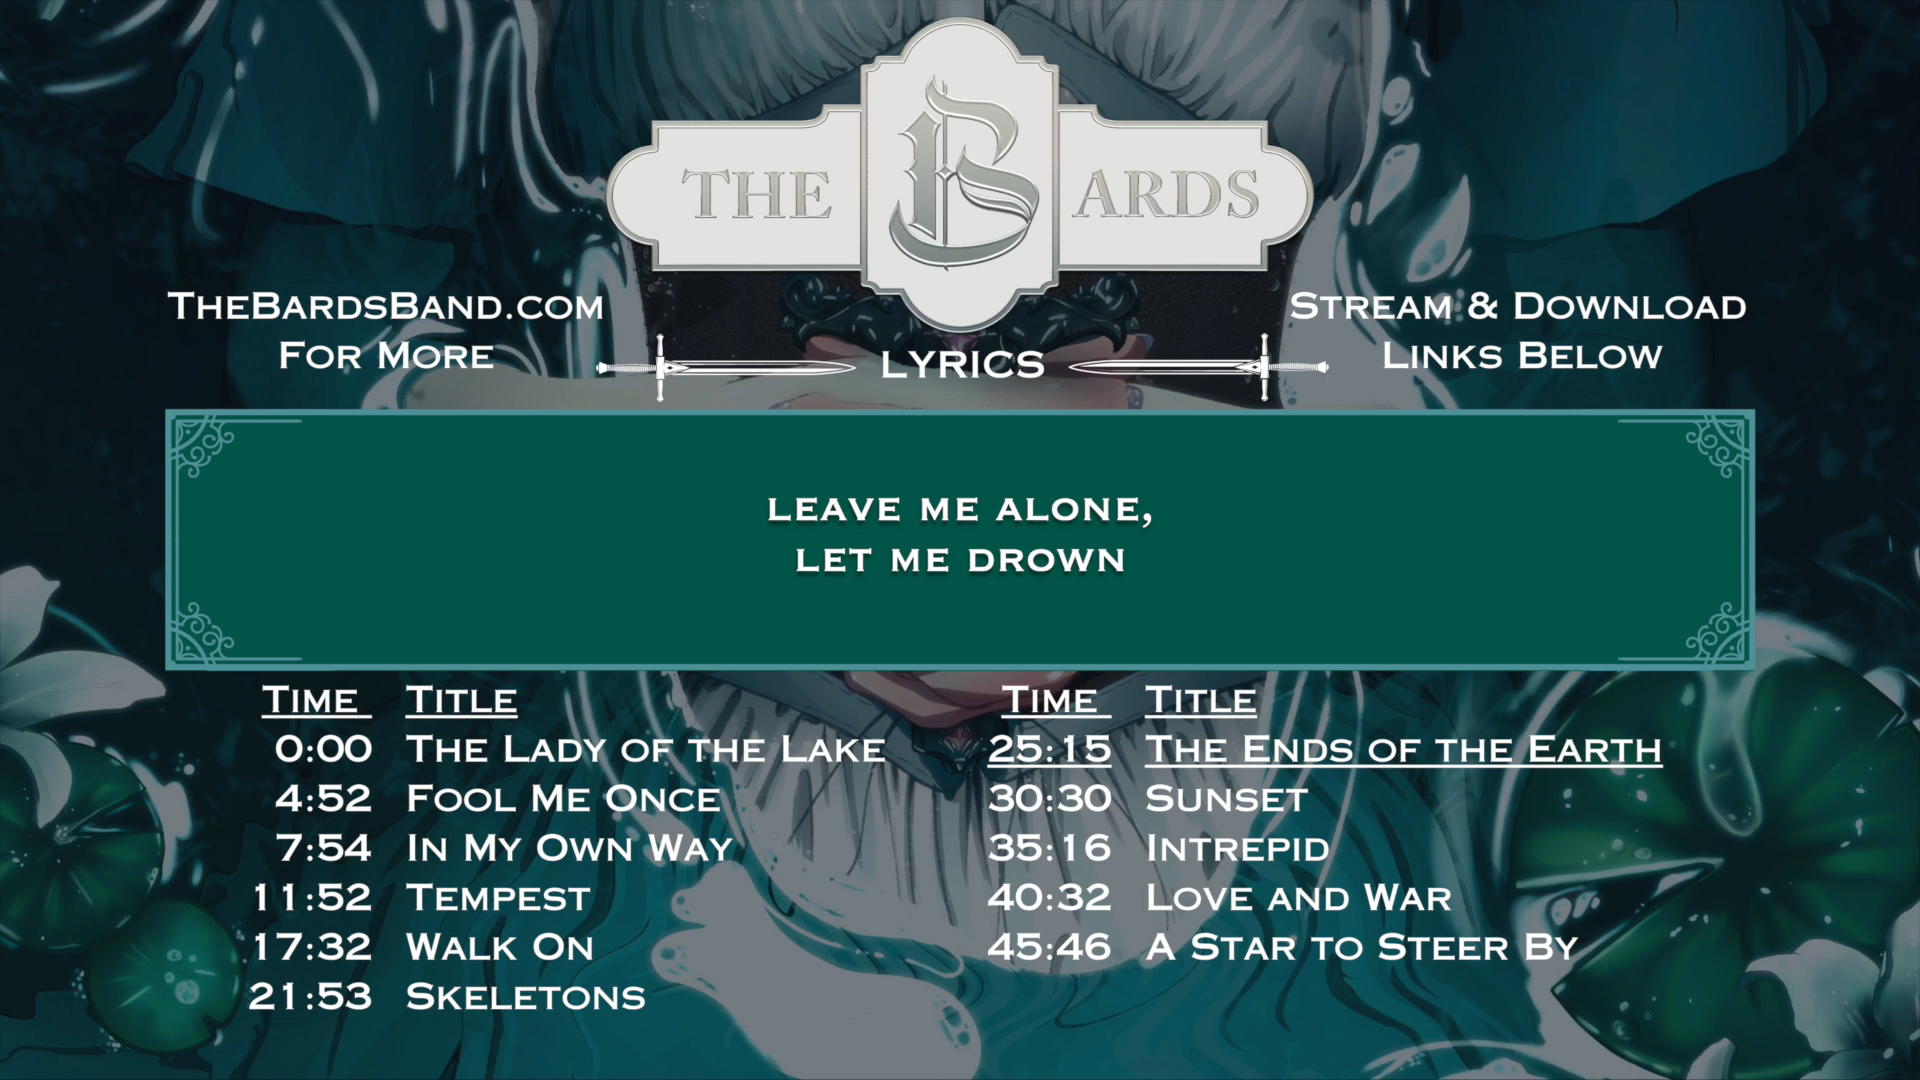 THE BARDS
THEBARDSBAND.COM
FOR MORE
STREAM & DOWNLOAD
LINKS BELOW
LYRICS
LEAVE ME ALONE,
LET ME DROWN
TIME TITLE
0:00 THE LADY OF THE LAKE
4:52 FOOL ME ONCE
7:54 IN MY OWN WAY
11:52 TEMPEST
17:32 WALK ON
21:53 SKELETONS
TIME TITLE
25:15 THE ENDS OF THE EARTH
30:30 SUNSET
35:16 INTREPID
40:32 LOVE AND WAR
45:46 A STAR TO STEER BY